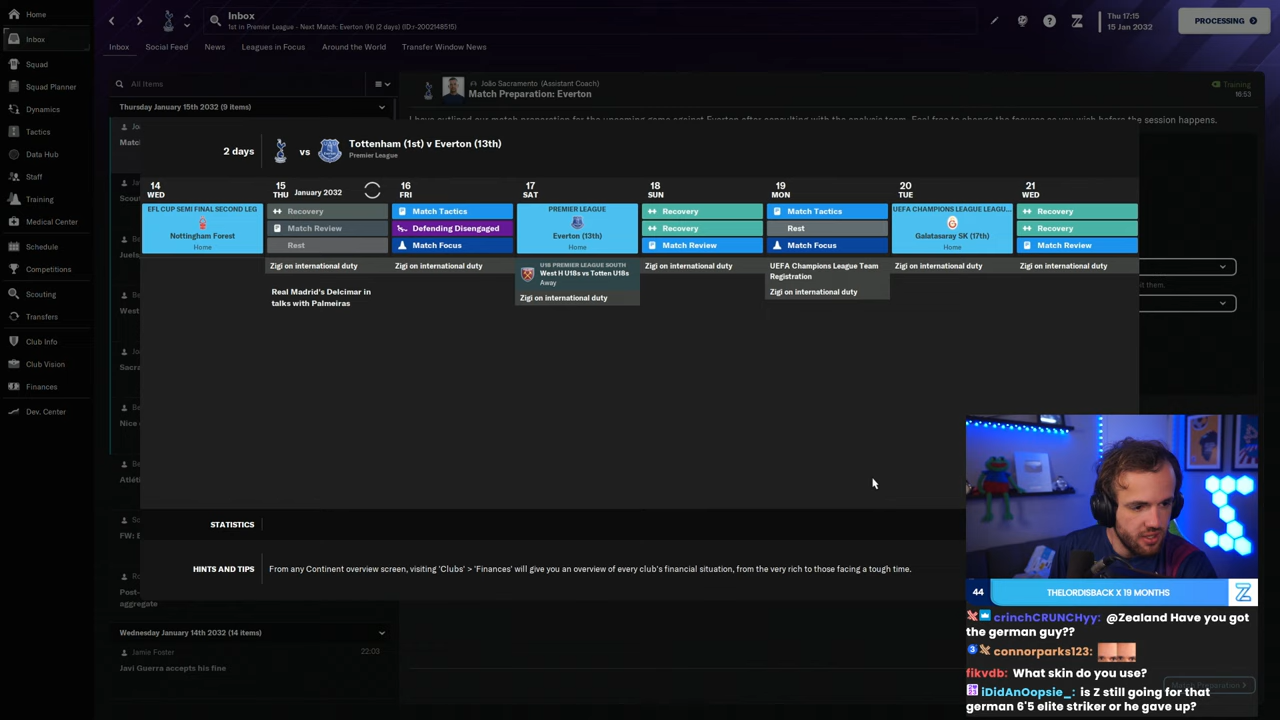 Home
Inbox
Squad
Squad Planner
Dynamics
Tactics
Data Hub
Staff
Training
Medical Center
Schedule
Competitions
Scouting
Transfers
Club Info
Club Vision
Finances
Dev. Center
Inbox
1st in Premier League - Next Match: Everton (H) (2 days) (ID:r-2002148515)
Thu 17:15
15 Jan 2032
PROCESSING
Inbox Social Feed News Leagues in Focus Around the World Transfer Window News
All Items
Thursday January 15th 2032 (9 items)
João Sacramento (Assistant Coach)
Match Preparation: Everton
Training
16:53
I have outlined our match preparation for the upcoming game against Everton after consulting with the analysis team. Feel free to change the focuses as you wish before the session happens.
2 days
vs
Tottenham (1st) v Everton (13th)
Premier League
14
WED
EFL CUP SEMI FINAL SECOND LEG
Nottingham Forest
Home
15
THU
January 2032
Recovery
Match Review
Rest
Zigi on international duty
Real Madrid's Delcimar in
talks with Palmeiras
16
FRI
Match Tactics
Defending Disengaged
Match Focus
Zigi on international duty
17
SAT
PREMIER LEAGUE
Everton (13th)
Home
U18 PREMIER LEAGUE SOUTH
West H U18s vs Totten U18s
Away
Zigi on international duty
18
SUN
Recovery
Recovery
Match Review
Zigi on international duty
19
MON
Match Tactics
Rest
Match Focus
UEFA Champions League Team
Registration
Zigi on international duty
20
TUE
UEFA CHAMPIONS LEAGUE LEAGU...
Galatasaray SK (17th)
Home
Zigi on international duty
21
WED
Recovery
Recovery
Match Review
Zigi on international duty
STATISTICS
HINTS AND TIPS
From any Continent overview screen, visiting 'Clubs' > 'Finances' will give you an overview of every club's financial situation, from the very rich to those facing a tough time.
aggregate
Wednesday January 14th 2032 (14 items)
Jamie Foster
22:03
Javi Guerra accepts his fine
44
THELORDISBACK X 19 MONTHS
crinchCRUNCHyy: @Zealand Have you got
the german guy??
connorparks123:
fikvdb: What skin do you use?
iDidAnOopsie_: is Z still going for that
german 6'5 elite striker or he gave up?